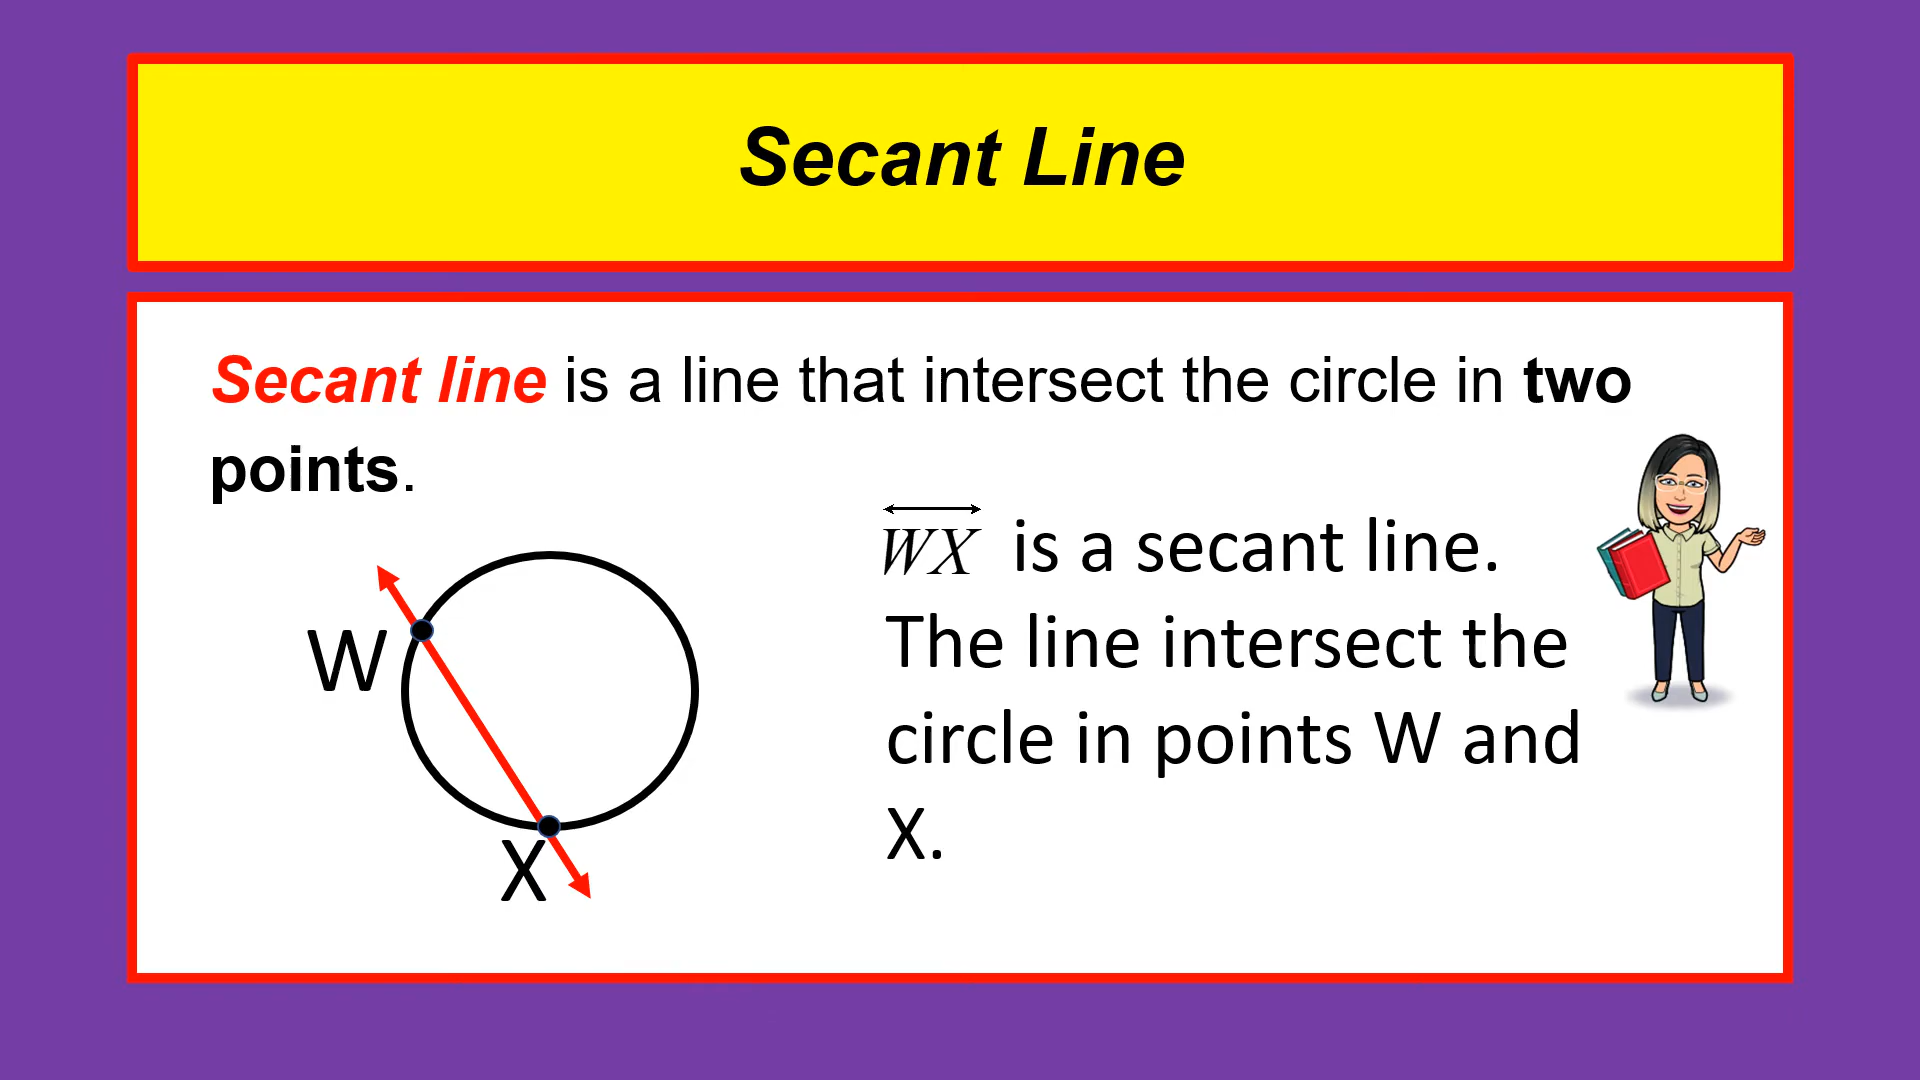 Secant Line
Secant line is a line that intersect the circle in two
points.
WX is a secant line.
The line intersect the
circle in points W and
X.
W
X